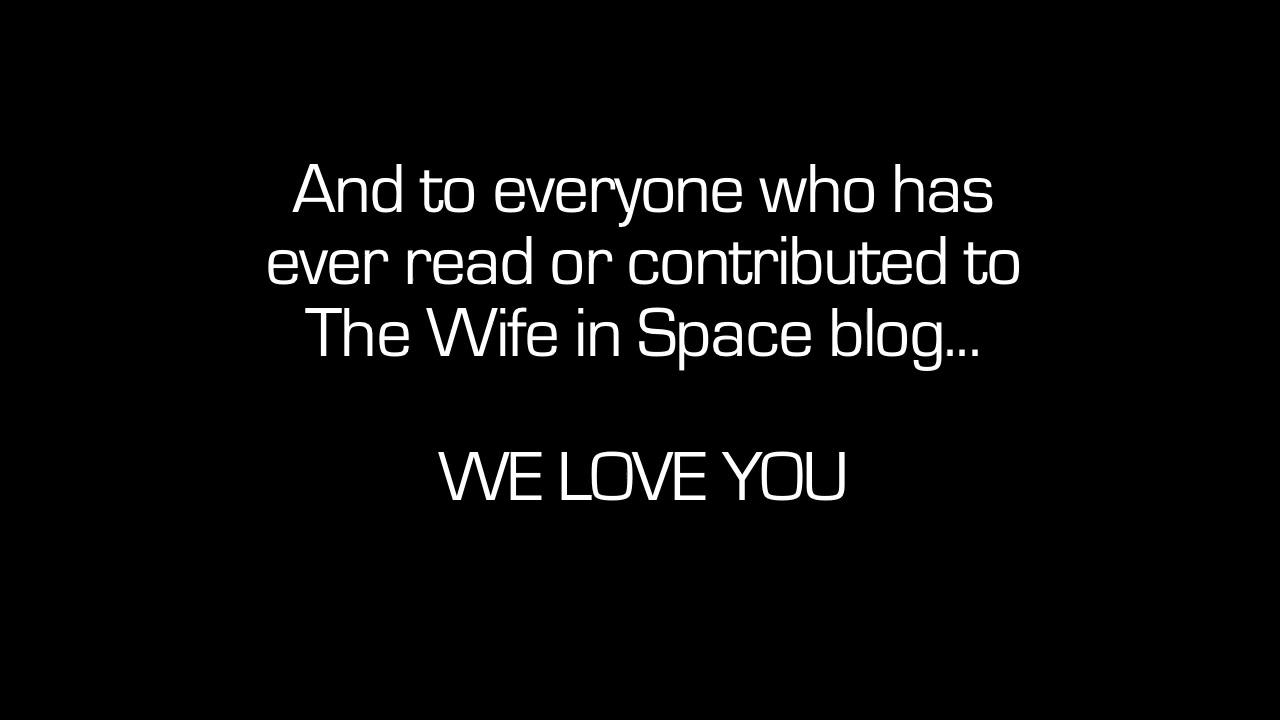 And to everyone who has
ever read or contributed to
The Wife in Space blog...
WE LOVE YOU